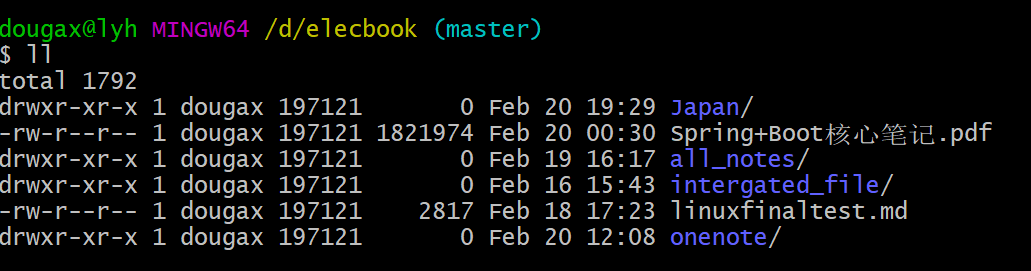 dougax@lyh MINGW64 /d/elecbook (master)
$ ll
total 1792
drwxr-xr-x 1 dougax 197121       0 Feb 20 19:29 Japan/
-rw-r--r-- 1 dougax 197121 1821974 Feb 20 00:30 Spring+Boot核心笔记.pdf
drwxr-xr-x 1 dougax 197121       0 Feb 19 16:17 all_notes/
drwxr-xr-x 1 dougax 197121       0 Feb 16 15:43 intergated_file/
-rw-r--r-- 1 dougax 197121    2817 Feb 18 17:23 linuxfinaltest.md
drwxr-xr-x 1 dougax 197121       0 Feb 20 12:08 onenote/